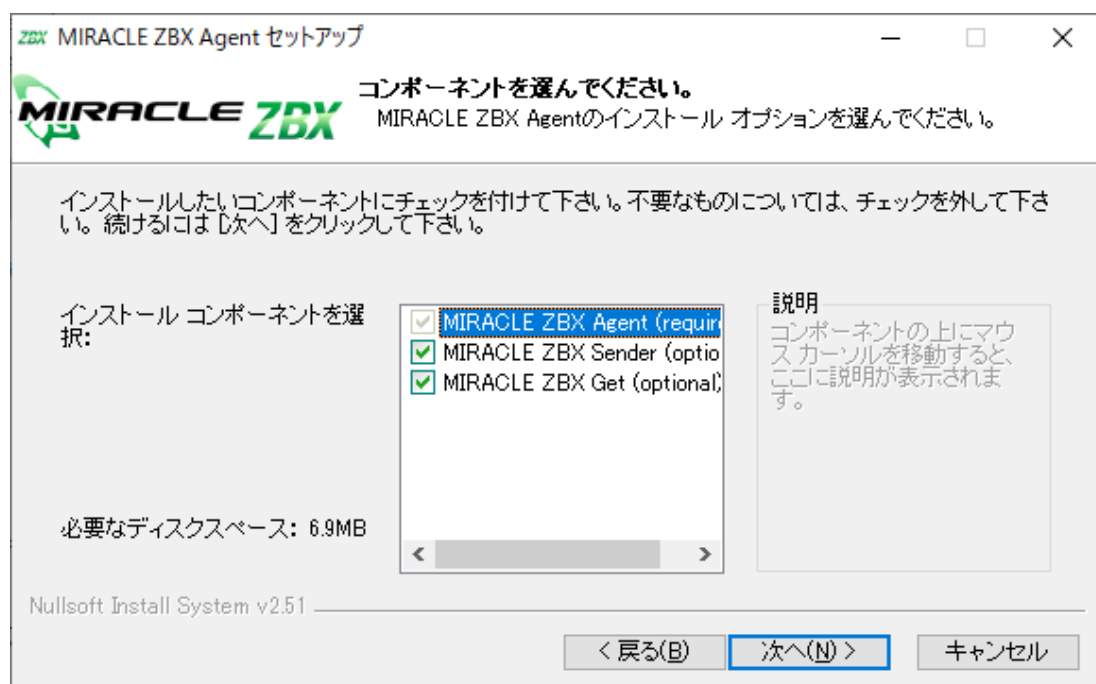 ZBX MIRACLE ZBX Agent セットアップ
MIRACLE ZBX
コンポーネントを選んでください。
MIRACLE ZBX Agentのインストール オプションを選んでください。
インストールしたいコンポーネントにチェックを付けて下さい。不要なものについては、チェックを外して下さ
い。 続けるには [次へ] をクリックして下さい。
インストール コンポーネントを選
択:
MIRACLE ZBX Agent (require
MIRACLE ZBX Sender (optio
MIRACLE ZBX Get (optional)
説明
コンポーネントの上にマウ
ス カーソルを移動すると、
ここに説明が表示されま
す。
必要なディスクスペース: 6.9MB
Nullsoft Install System v2.51
< 戻る(B)
次へ(N) >
キャンセル